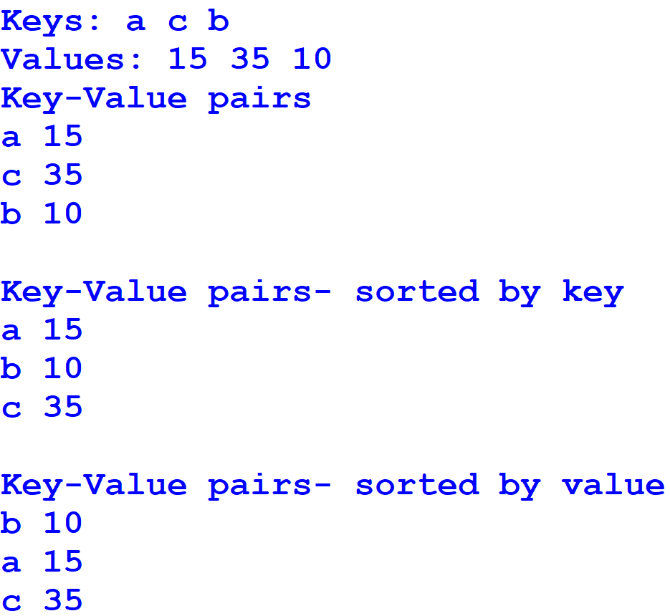 Keys: a c b
Values: 15 35 10
Key-Value pairs
a 15
c 35
b 10
Key-Value pairs- sorted by key
a 15
b 10
c 35
Key-Value pairs- sorted by value
b 10
a 15
c 35